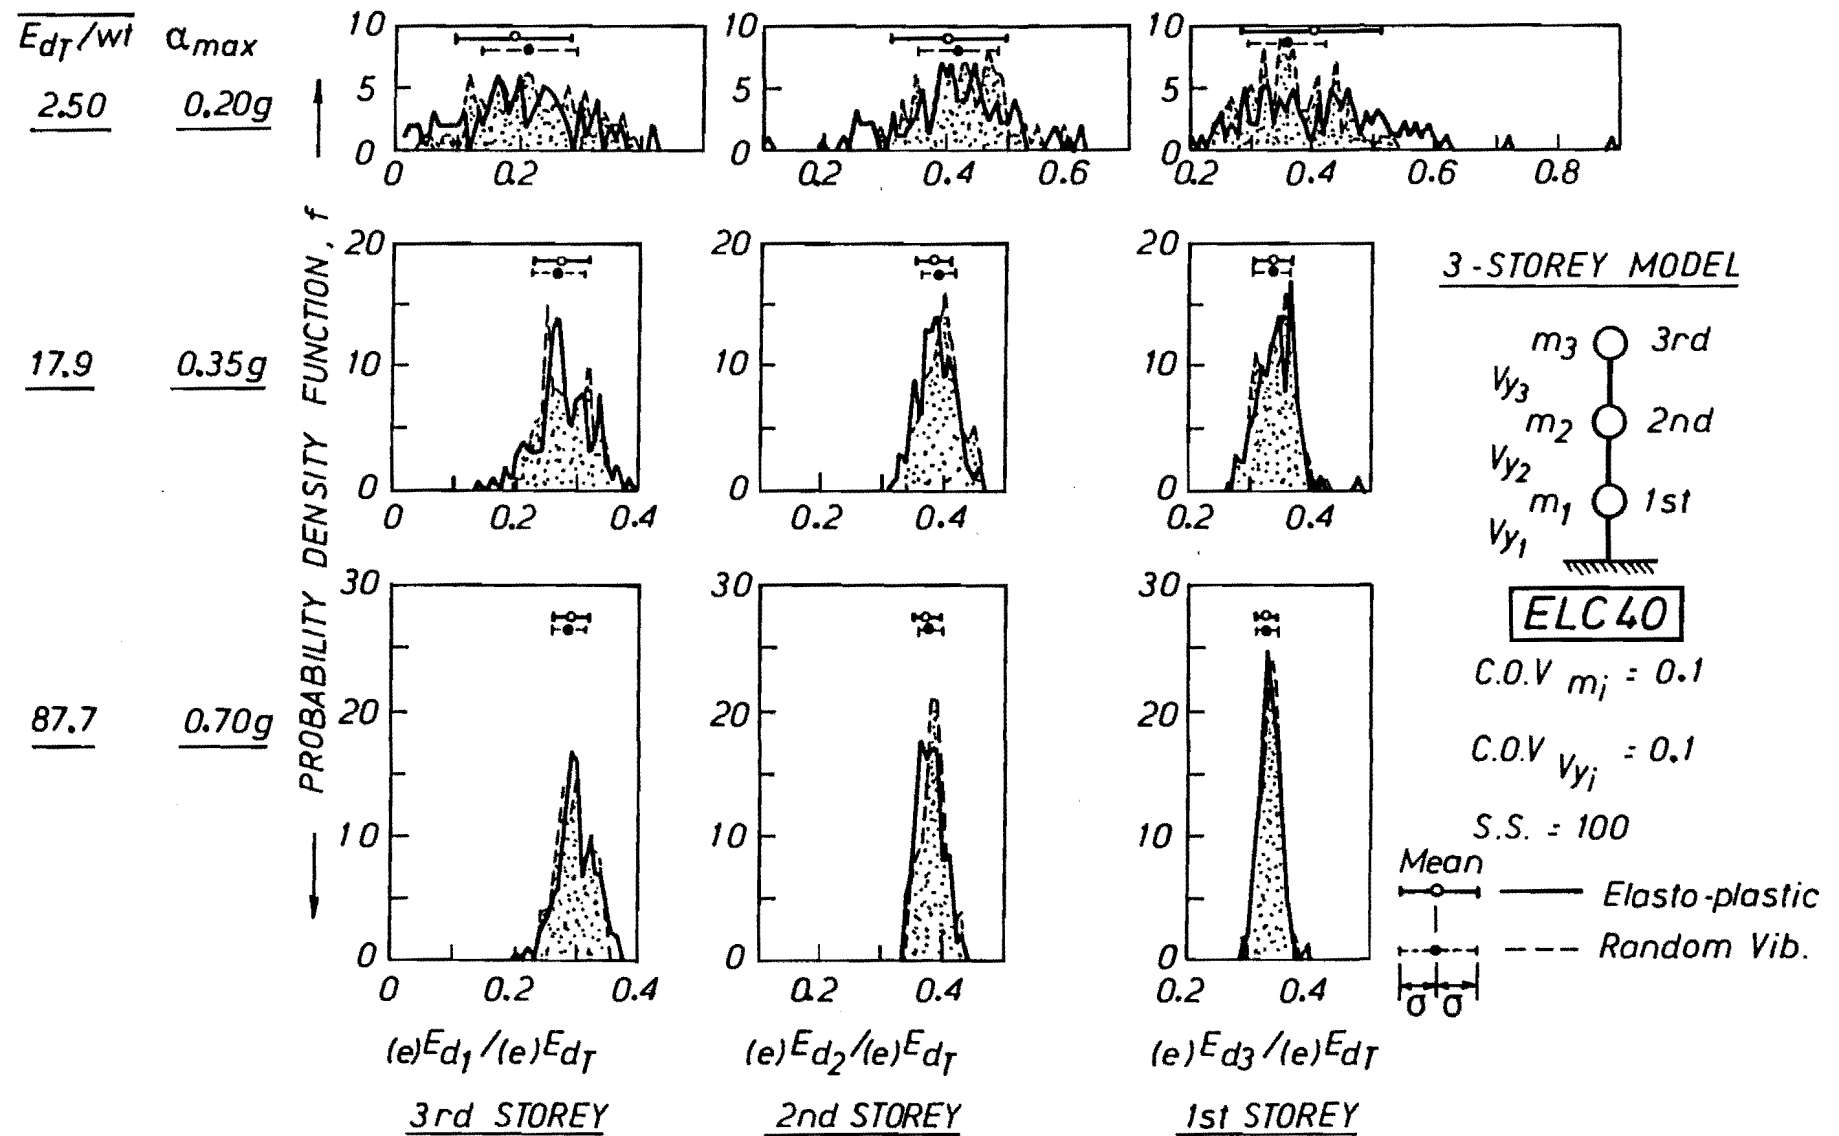 EdT/wt αmax
2.50 0.20g
17.9 0.35g
87.7 0.70g
PROBABILITY DENSITY FUNCTION, f
10
5
0
0 0.2
10
5
0
0.2 0.4 0.6
10
5
0
0.2 0.4 0.6 0.8
20
10
0
0 0.2 0.4
20
10
0
0.2 0.4
20
10
0
0.2 0.4
30
20
10
0
0 0.2 0.4
30
20
10
0
0.2 0.4
30
20
10
0
0.2 0.4
(e)Ed1/(e)EdT
3rd STOREY
(e)Ed2/(e)EdT
2nd STOREY
(e)Ed3/(e)EdT
1st STOREY
3-STOREY MODEL
m3 3rd
Vy3
m2 2nd
Vy2
m1 1st
Vy1
ELC40
C.O.V mi = 0.1
C.O.V Vyi = 0.1
S.S. = 100
Mean
Elasto-plastic
Random Vib.
σ σ